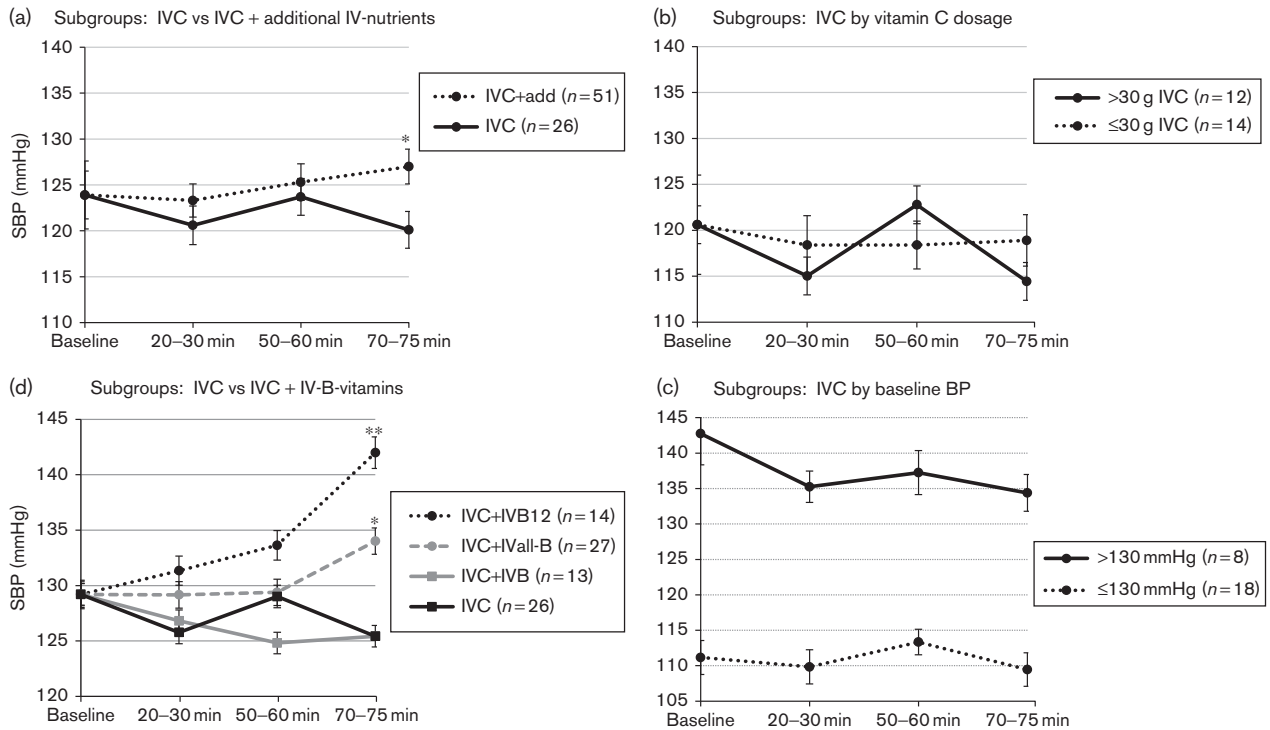 (a) Subgroups: IVC vs IVC + additional IV-nutrients
SBP (mmHg)
140
135
130
125
120
115
110
*
Baseline 20–30 min 50–60 min 70–75 min
IVC+add (n=51)
IVC (n=26)
(b) Subgroups: IVC by vitamin C dosage
140
135
130
125
120
115
110
Baseline 20–30 min 50–60 min 70–75 min
>30 g IVC (n=12)
≤30 g IVC (n=14)
(d) Subgroups: IVC vs IVC + IV-B-vitamins
SBP (mmHg)
145
140
135
130
125
120
**
*
Baseline 20–30 min 50–60 min 70–75 min
IVC+IVB12 (n=14)
IVC+IVall-B (n=27)
IVC+IVB (n=13)
IVC (n=26)
(c) Subgroups: IVC by baseline BP
145
140
135
130
125
120
115
110
105
Baseline 20–30 min 50–60 min 70–75 min
>130 mmHg (n=8)
≤130 mmHg (n=18)